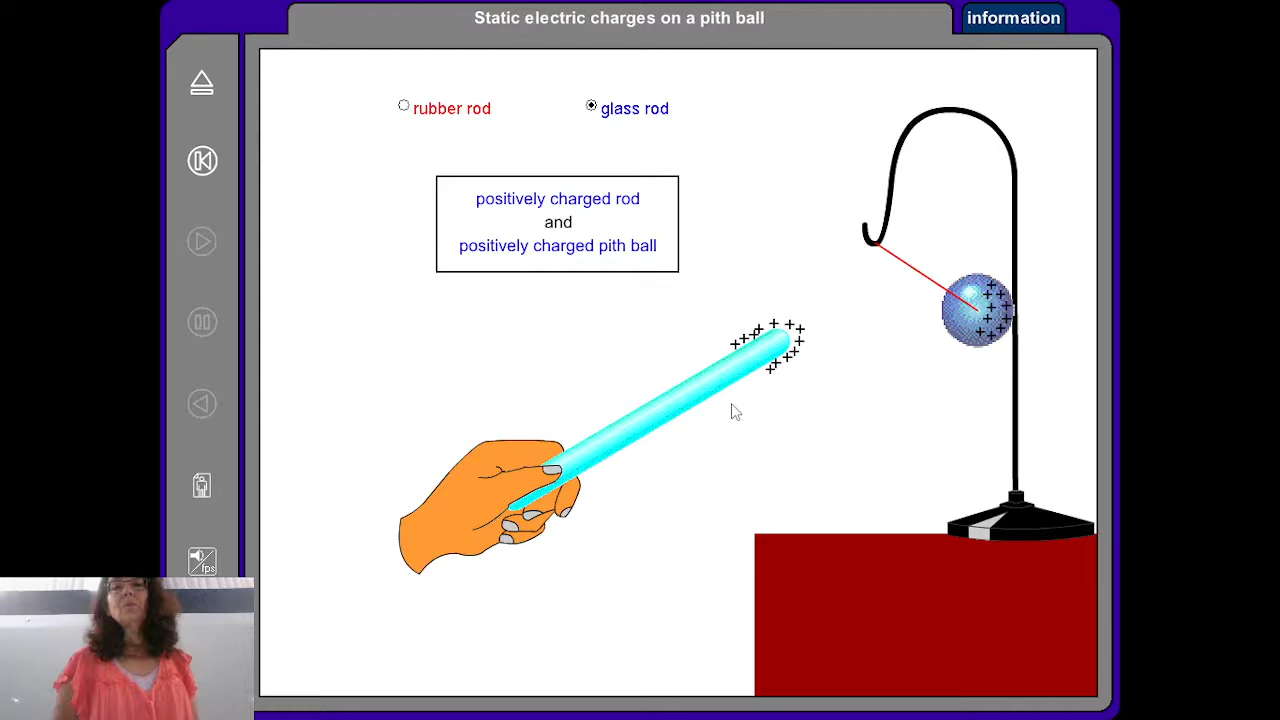 Static electric charges on a pith ball
information
rubber rod
glass rod
positively charged rod
and
positively charged pith ball
fps